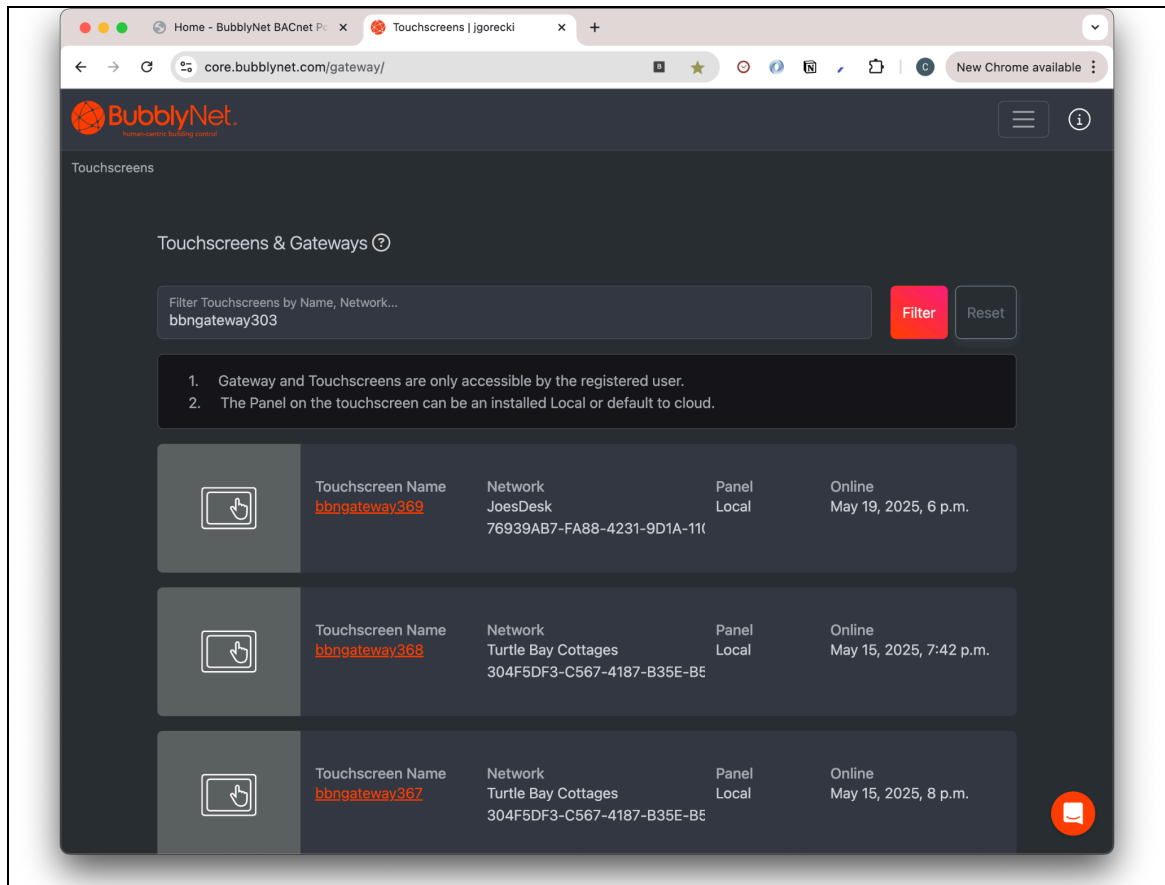 Home - BubblyNet BACnet Po
Touchscreens | jgorecki
core.bubblynet.com/gateway/
New Chrome available
BubblyNet.
human-centric building control
Touchscreens
Touchscreens & Gateways
Filter Touchscreens by Name, Network...
bbngateway303
Filter
Reset
1. Gateway and Touchscreens are only accessible by the registered user.
2. The Panel on the touchscreen can be an installed Local or default to cloud.
Touchscreen Name Network Panel Online
bbngateway369 JoesDesk Local May 19, 2025, 6 p.m.
76939AB7-FA88-4231-9D1A-11(
Touchscreen Name Network Panel Online
bbngateway368 Turtle Bay Cottages Local May 15, 2025, 7:42 p.m.
304F5DF3-C567-4187-B35E-B5
Touchscreen Name Network Panel Online
bbngateway367 Turtle Bay Cottages Local May 15, 2025, 8 p.m.
304F5DF3-C567-4187-B35E-B5